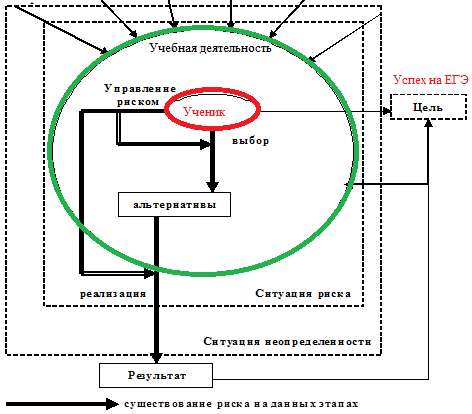 Учебная деятельность
Успех на ЕГЭ
Управление
риском
Ученик
Цель
выбор
альтернативы
реализация
Ситуация риска
Ситуация неопределенности
Результат
существование риска на данных этапах